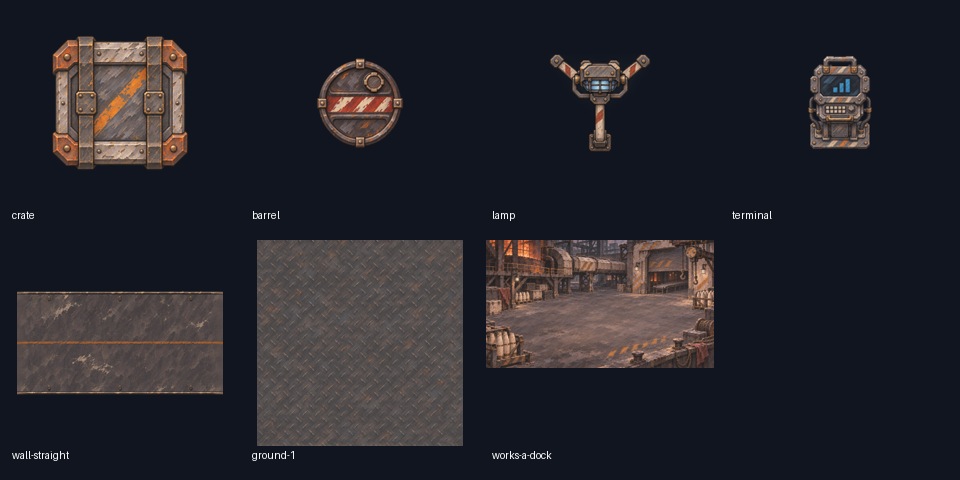 crate
barrel
lamp
terminal
wall-straight
ground-1
works-a-dock